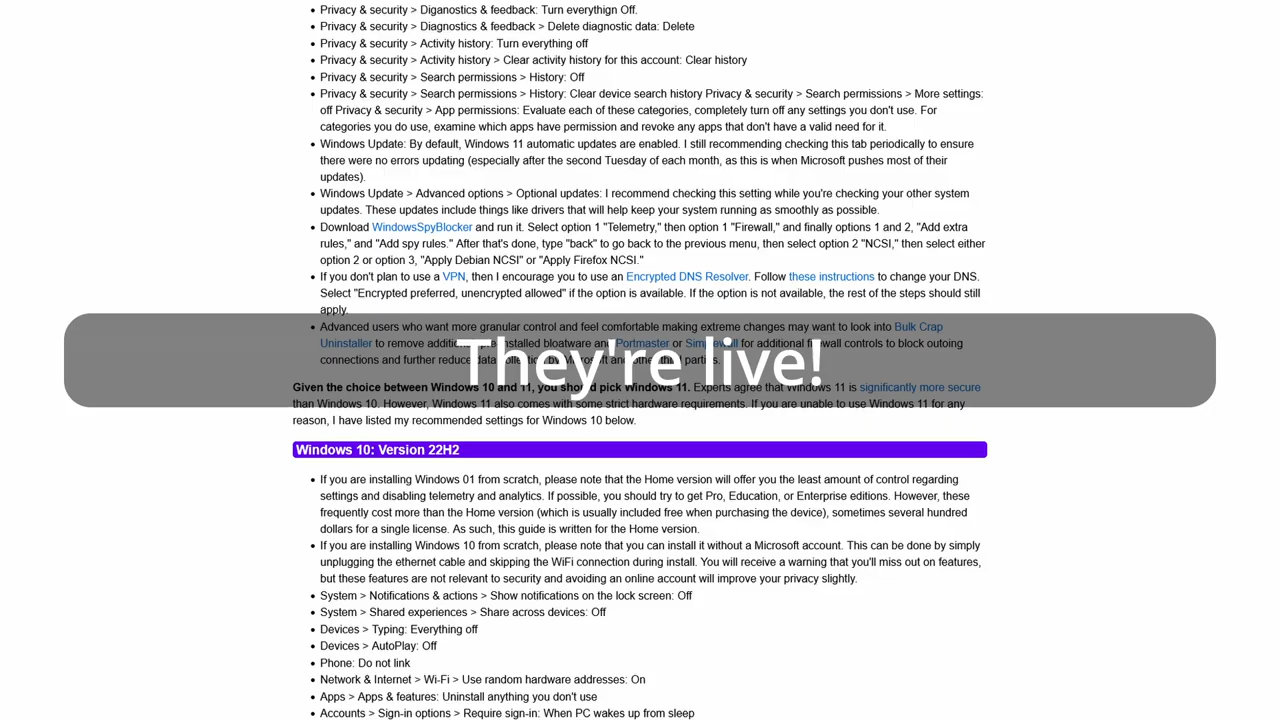 Privacy & security > Diganostics & feedback: Turn everythign Off.
Privacy & security > Diagnostics & feedback > Delete diagnostic data: Delete
Privacy & security > Activity history: Turn everything off
Privacy & security > Activity history > Clear activity history for this account: Clear history
Privacy & security > Search permissions > History: Off
Privacy & security > Search permissions > History: Clear device search history Privacy & security > Search permissions > More settings:
off Privacy & security > App permissions: Evaluate each of these categories, completely turn off any settings you don't use. For
categories you do use, examine which apps have permission and revoke any apps that don't have a valid need for it.
Windows Update: By default, Windows 11 automatic updates are enabled. I still recommending checking this tab periodically to ensure
there were no errors updating (especially after the second Tuesday of each month, as this is when Microsoft pushes most of their
updates).
Windows Update > Advanced options > Optional updates: I recommend checking this setting while you're checking your other system
updates. These updates include things like drivers that will help keep your system running as smoothly as possible.
Download WindowsSpyBlocker and run it. Select option 1 "Telemetry," then option 1 "Firewall," and finally options 1 and 2, "Add extra
rules," and "Add spy rules." After that's done, type "back" to go back to the previous menu, then select option 2 "NCSI," then select either
option 2 or option 3, "Apply Debian NCSI" or "Apply Firefox NCSI."
If you don't plan to use a VPN, then I encourage you to use an Encrypted DNS Resolver. Follow these instructions to change your DNS.
Select "Encrypted preferred, unencrypted allowed" if the option is available. If the option is not available, the rest of the steps should still
apply.
Advanced users who want more granular control and feel comfortable making extreme changes may want to look into Bulk Crap
Uninstaller to remove additional preinstalled bloatware and Portmaster or Simplewall for additional firewall controls to block outoing
connections and further reduce data collection by Microsoft and other third parties.
They're live!
Given the choice between Windows 10 and 11, you should pick Windows 11. Experts agree that Windows 11 is significantly more secure
than Windows 10. However, Windows 11 also comes with some strict hardware requirements. If you are unable to use Windows 11 for any
reason, I have listed my recommended settings for Windows 10 below.
Windows 10: Version 22H2
If you are installing Windows 01 from scratch, please note that the Home version will offer you the least amount of control regarding
settings and disabling telemetry and analytics. If possible, you should try to get Pro, Education, or Enterprise editions. However, these
frequently cost more than the Home version (which is usually included free when purchasing the device), sometimes several hundred
dollars for a single license. As such, this guide is written for the Home version.
If you are installing Windows 10 from scratch, please note that you can install it without a Microsoft account. This can be done by simply
unplugging the ethernet cable and skipping the WiFi connection during install. You will receive a warning that you'll miss out on features,
but these features are not relevant to security and avoiding an online account will improve your privacy slightly.
System > Notifications & actions > Show notifications on the lock screen: Off
System > Shared experiences > Share across devices: Off
Devices > Typing: Everything off
Devices > AutoPlay: Off
Phone: Do not link
Network & Internet > Wi-Fi > Use random hardware addresses: On
Apps > Apps & features: Uninstall anything you don't use
Accounts > Sign-in options > Require sign-in: When PC wakes up from sleep